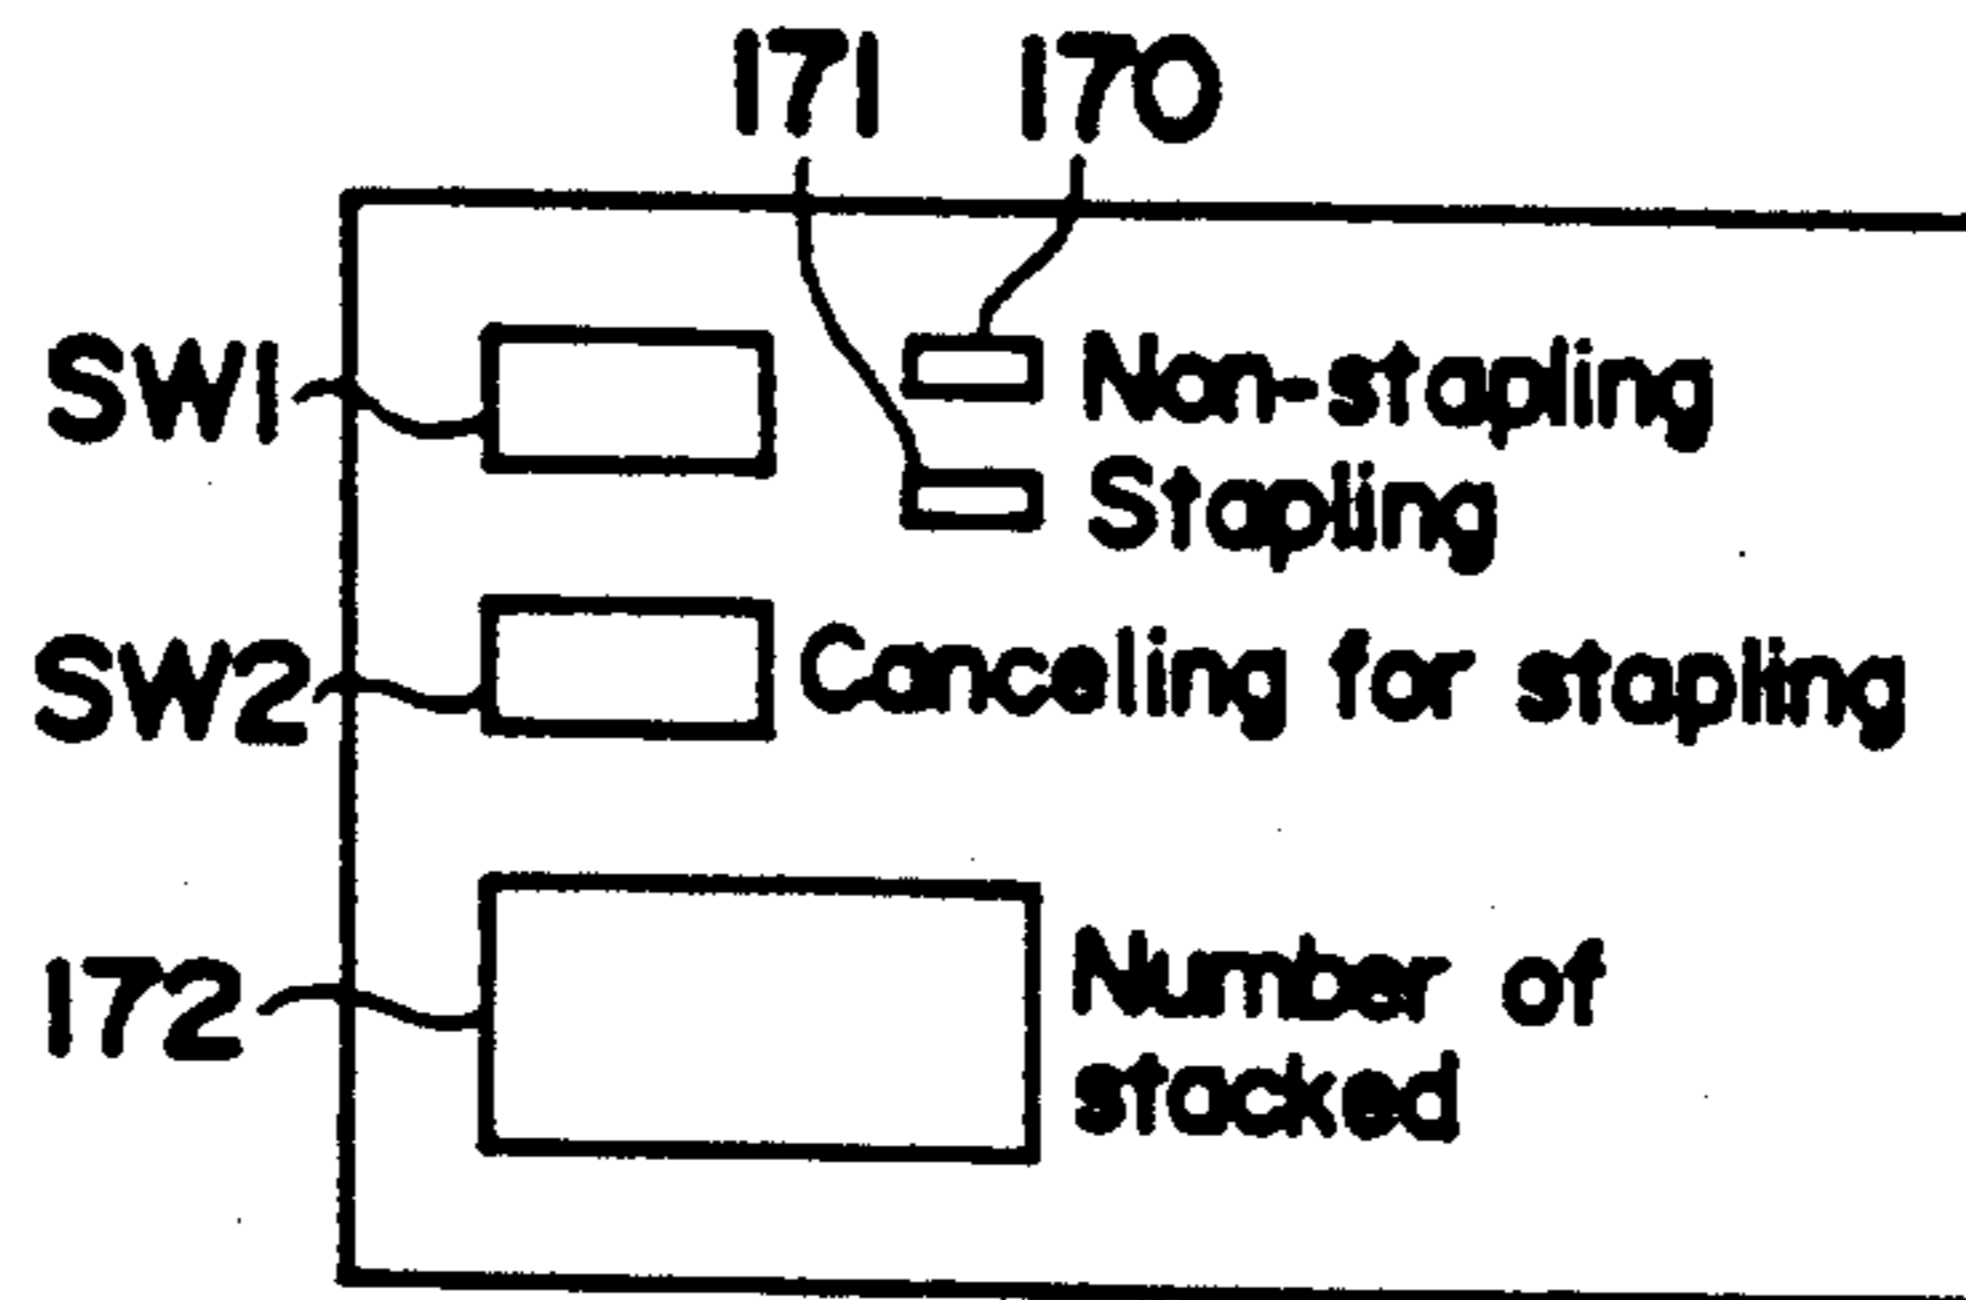 171 170
SW1 Non-stapling
Stapling
SW2 Canceling for stapling
172 Number of
stacked